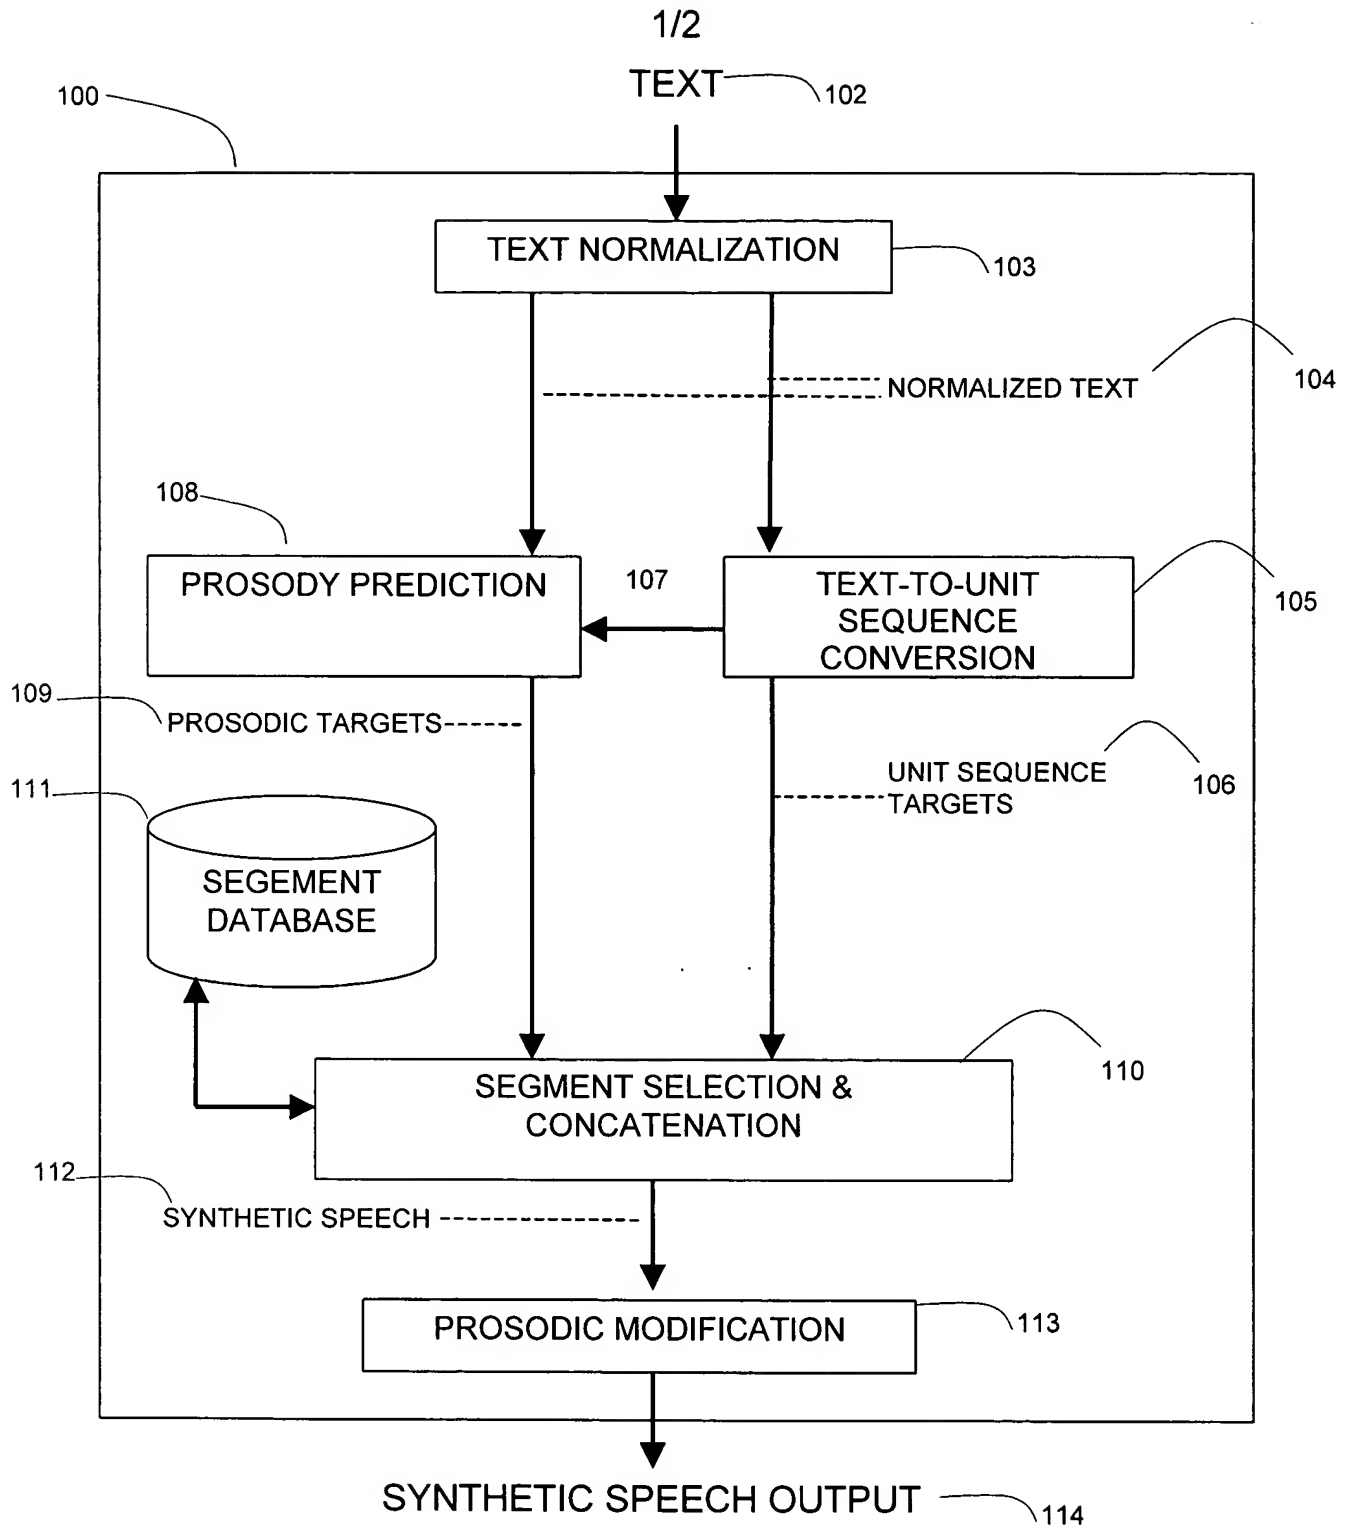 1/2
TEXT
102
100
TEXT NORMALIZATION
103
NORMALIZED TEXT
104
108
PROSODY PREDICTION
107
TEXT-TO-UNIT
SEQUENCE
CONVERSION
105
109
PROSODIC TARGETS
UNIT SEQUENCE
TARGETS
106
111
SEGEMENT
DATABASE
SEGMENT SELECTION &
CONCATENATION
110
112
SYNTHETIC SPEECH
PROSODIC MODIFICATION
113
SYNTHETIC SPEECH OUTPUT
114